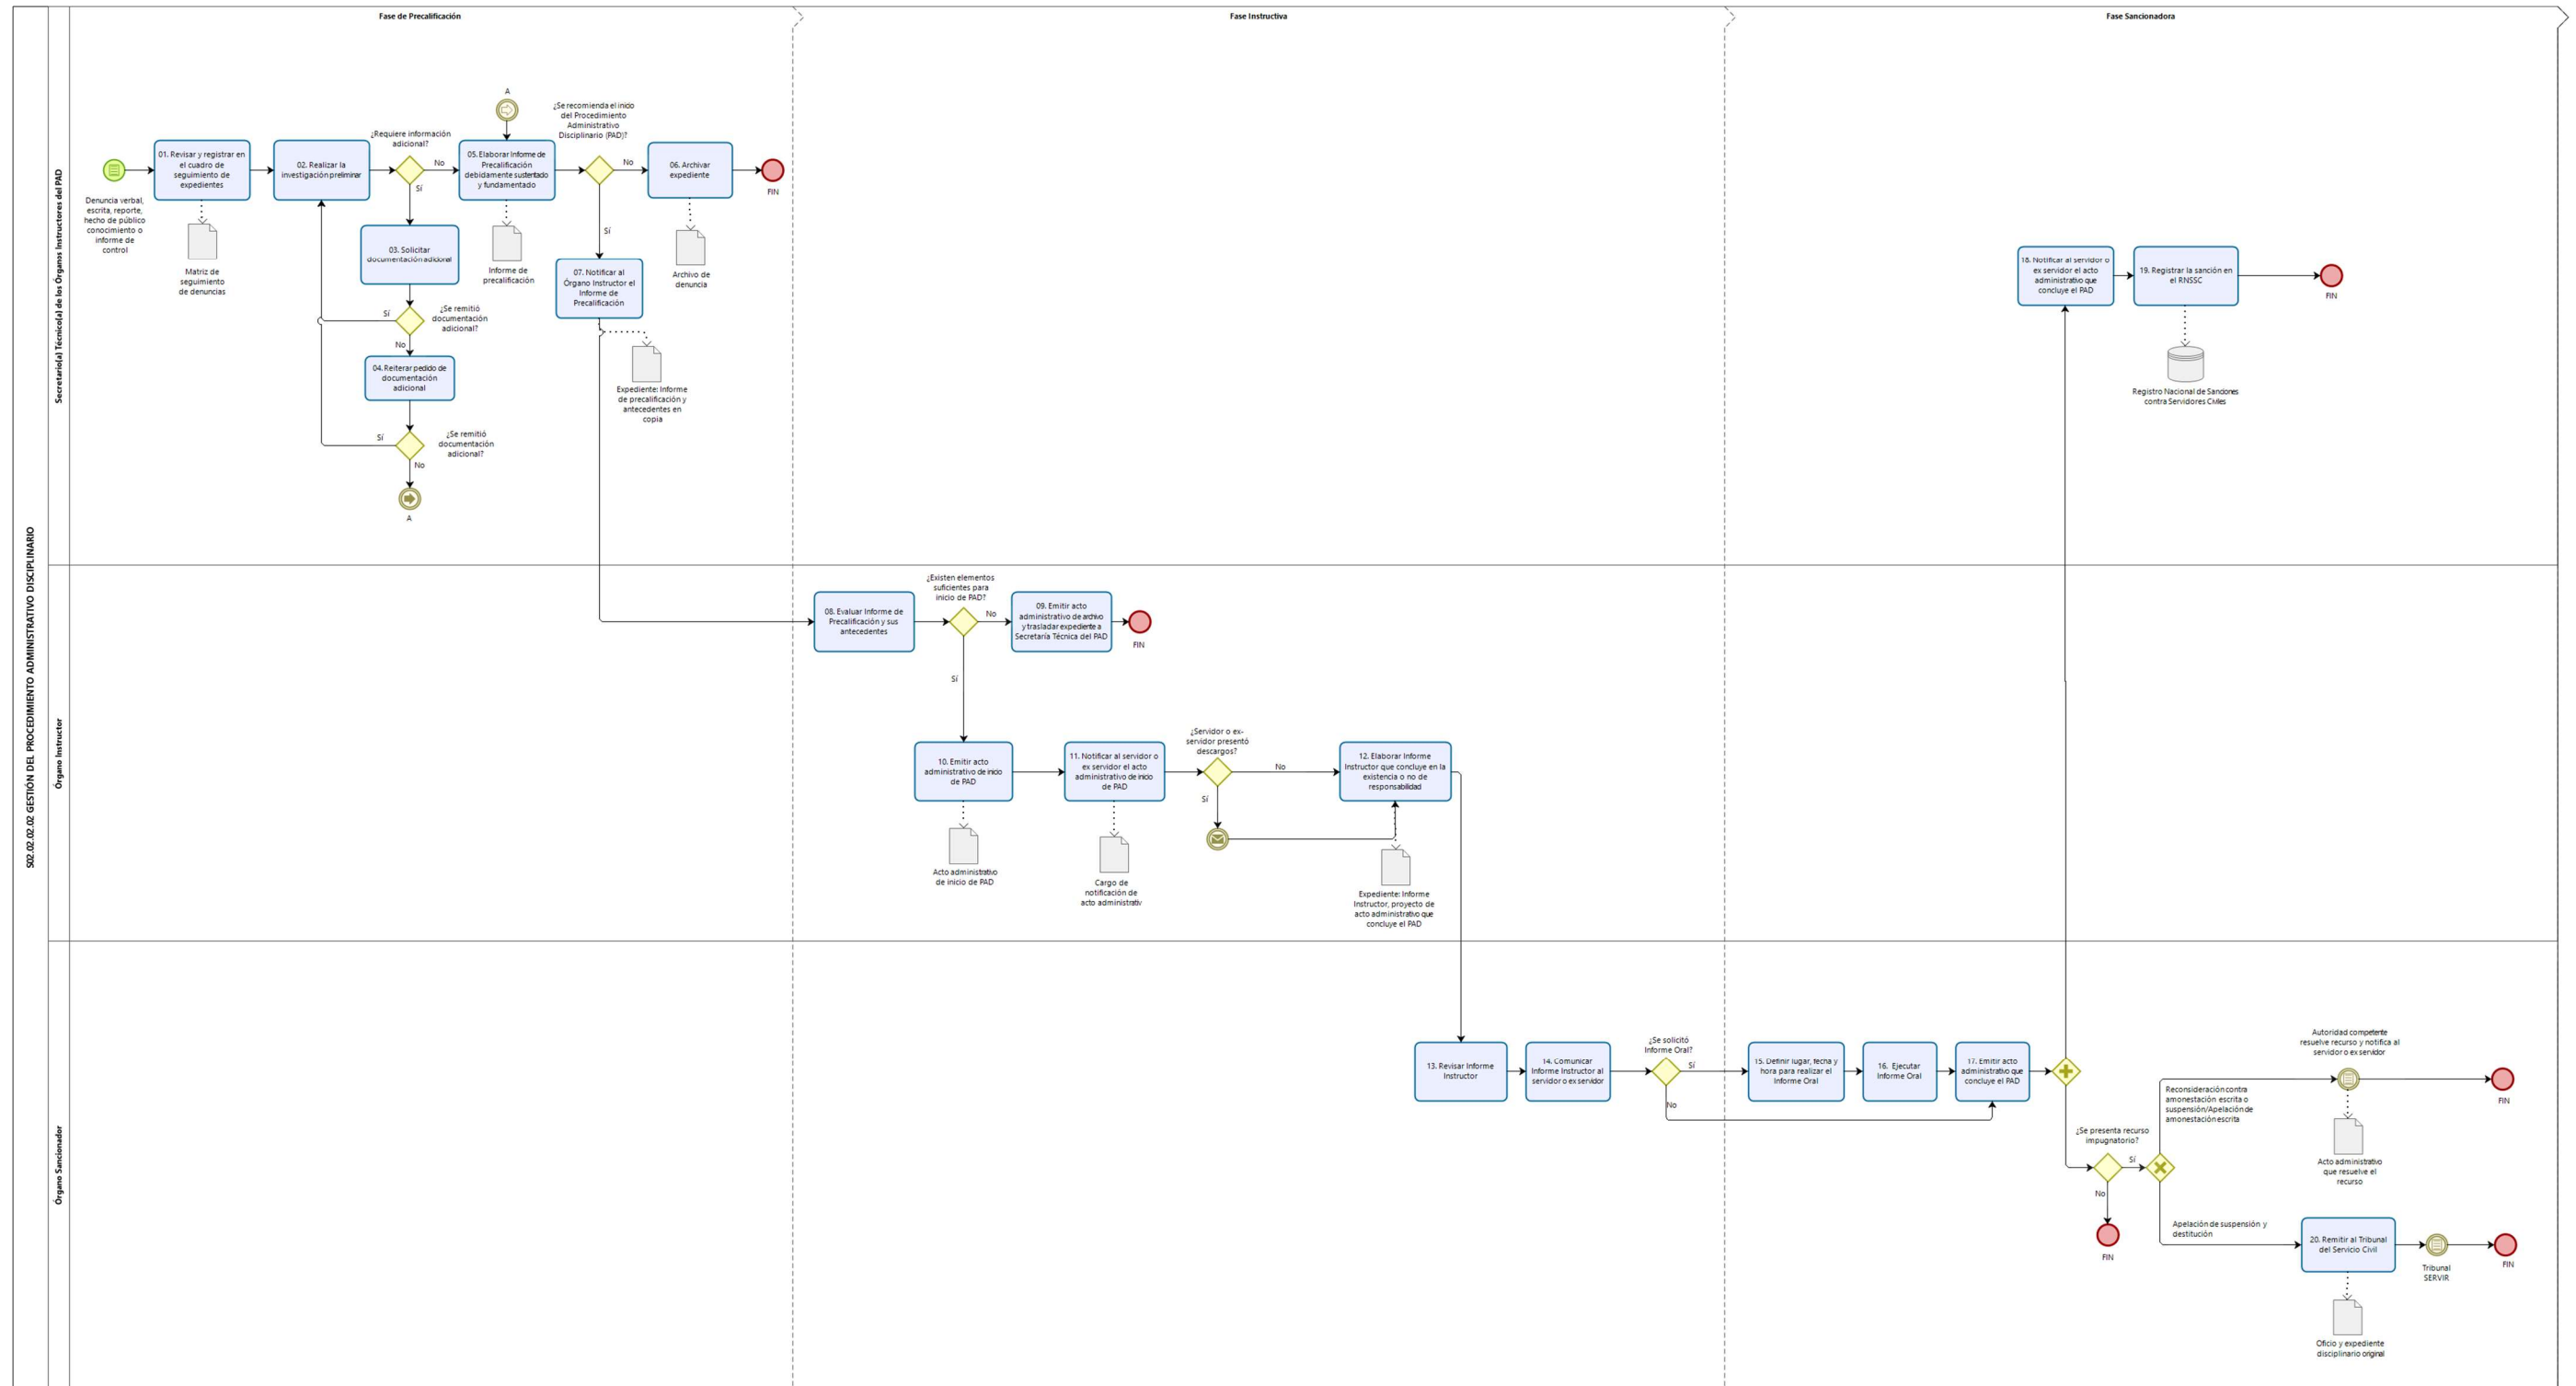 Fase de Precalificación
Fase Instructiva
Fase Sancionadora
S02.02.02.02 GESTIÓN DEL PROCEDIMIENTO ADMINISTRATIVO DISCIPLINARIO
Secretario(a) Técnico(a) de los Órganos Instructores del PAD
Denuncia verbal,
escrita, reporte,
hecho de público
conocimiento o
informe de
control
01. Revisar y registrar en
el cuadro de
seguimiento de
expedientes
Matriz de
seguimiento
de denuncias
02. Realizar la
investigación preliminar
¿Requiere información
adicional?
No
Sí
03. Solicitar
documentación adicional
¿Se remitió
documentación
adicional?
Sí
No
04. Reiterar pedido de
documentación
adicional
¿Se remitió
documentación
adicional?
Sí
No
A
A
05. Elaborar Informe de
Precalificación
debidamente sustentado
y fundamentado
Informe de
precalificación
¿Se recomienda el inicio
del Procedimiento
Administrativo
Disciplinario (PAD)?
No
Sí
06. Archivar
expediente
Archivo de
denuncia
FIN
07. Notificar al
Órgano Instructor el
Informe de
Precalificación
Expediente: Informe
de precalificación y
antecedentes en
copia
18. Notificar al servidor o
ex servidor el acto
administrativo que
concluye el PAD
19. Registrar la sanción en
el RNSSC
FIN
Registro Nacional de Sanciones
contra Servidores Civiles
Órgano Instructor
08. Evaluar Informe de
Precalificación y sus
antecedentes
¿Existen elementos
suficientes para
inicio de PAD?
No
Sí
09. Emitir acto
administrativo de archivo
y trasladar expediente a
Secretaría Técnica del PAD
FIN
10. Emitir acto
administrativo de inicio
de PAD
Acto administrativo
de inicio de PAD
11. Notificar al servidor o
ex servidor el acto
administrativo de inicio
de PAD
Cargo de
notificación de
acto administrativ
¿Servidor o ex-
servidor presentó
descargos?
No
Sí
12. Elaborar Informe
Instructor que concluye en la
existencia o no de
responsabilidad
Expediente: Informe
Instructor, proyecto de
acto administrativo que
concluye el PAD
Órgano Sancionador
13. Revisar Informe
Instructor
14. Comunicar
Informe Instructor al
servidor o ex servidor
¿Se solicitó
Informe Oral?
Sí
No
15. Definir lugar, fecha y
hora para realizar el
Informe Oral
16. Ejecutar
Informe Oral
17. Emitir acto
administrativo que
concluye el PAD
¿Se presenta recurso
impugnatorio?
Sí
No
FIN
Reconsideración contra
amonestación escrita o
suspensión/Apelación de
amonestación escrita
Autoridad competente
resuelve recurso y notifica al
servidor o ex servidor
FIN
Acto administrativo
que resuelve el
recurso
Apelación de suspensión y
destitución
20. Remitir al Tribunal
del Servicio Civil
Tribunal
SERVIR
FIN
Oficio y expediente
disciplinario original